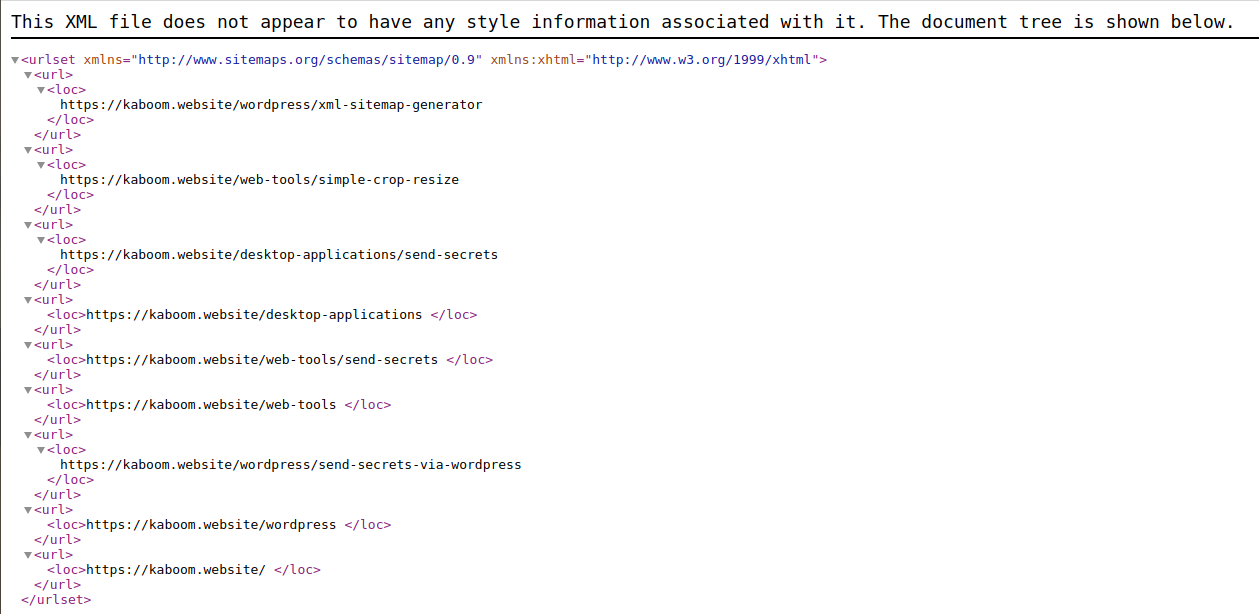 This XML file does not appear to have any style information associated with it. The document tree is shown below.
<urlset xmlns="http://www.sitemaps.org/schemas/sitemap/0.9" xmlns:xhtml="http://www.w3.org/1999/xhtml">
<url>
<loc>
https://kaboom.website/wordpress/xml-sitemap-generator
</loc>
</url>
<url>
<loc>
https://kaboom.website/web-tools/simple-crop-resize
</loc>
</url>
<url>
<loc>
https://kaboom.website/desktop-applications/send-secrets
</loc>
</url>
<url>
<loc>https://kaboom.website/desktop-applications </loc>
</url>
<url>
<loc>https://kaboom.website/web-tools/send-secrets </loc>
</url>
<url>
<loc>https://kaboom.website/web-tools </loc>
</url>
<url>
<loc>
https://kaboom.website/wordpress/send-secrets-via-wordpress
</loc>
</url>
<url>
<loc>https://kaboom.website/wordpress </loc>
</url>
<url>
<loc>https://kaboom.website/ </loc>
</url>
</urlset>